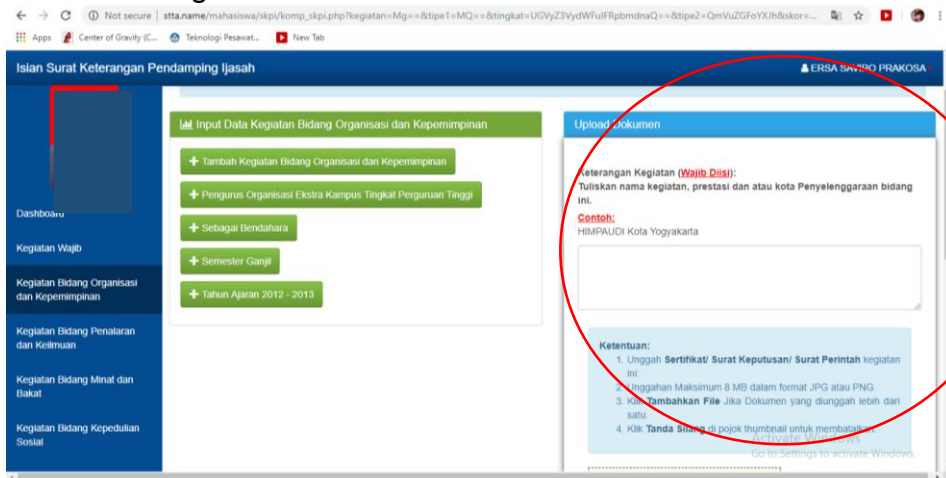 Not secure | stta.name/mahasiswa/skpi/komp_skpi.php?kegiatan=Mg==&tipe1=MQ==&tingkat=UGVyZ3VydWFuIFRpbmdnaQ==&tipe2=QmVuZGFoYXJh&skor=...
Apps Center of Gravity (C... Teknologi Pesawat... New Tab
Isian Surat Keterangan Pendamping Ijasah
ERSA SAVIRO PRAKOSA
Dashboard
Kegiatan Wajib
Kegiatan Bidang Organisasi
dan Kepemimpinan
Kegiatan Bidang Penalaran
dan Keilmuan
Kegiatan Bidang Minat dan
Bakat
Kegiatan Bidang Kepedulian
Sosial
Input Data Kegiatan Bidang Organisasi dan Kepemimpinan
+ Tambah Kegiatan Bidang Organisasi dan Kepemimpinan
+ Pengurus Organisasi Ekstra Kampus Tingkat Perguruan Tinggi
+ Sebagai Bendahara
+ Semester Ganjil
+ Tahun Ajaran 2012 - 2013
Upload Dokumen
Keterangan Kegiatan (Wajib Diisi):
Tuliskan nama kegiatan, prestasi dan atau kota Penyelenggaraan bidang
ini.
Contoh:
HIMPAUDI Kota Yogyakarta
Ketentuan:
1. Unggah Sertifikat/ Surat Keputusan/ Surat Perintah kegiatan
ini.
2. Unggahan Maksimum 8 MB dalam format JPG atau PNG.
3. Klik Tambahkan File Jika Dokumen yang diunggah lebih dari
satu.
4. Klik Tanda Silang di pojok thumbnail untuk membatalkan.
Activate Windows
Go to Settings to activate Windows.